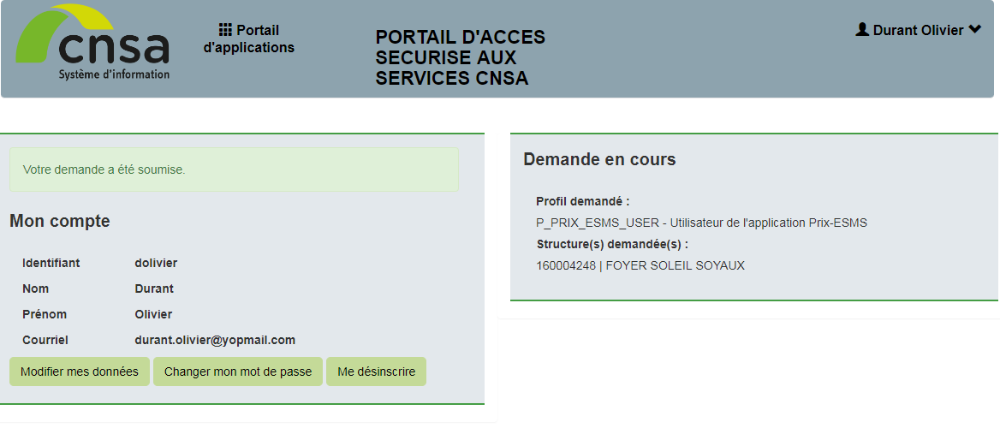 cnsa
Système d'information
Portail
d'applications
PORTAIL D'ACCES
SECURISE AUX
SERVICES CNSA
Durant Olivier
Votre demande a été soumise.
Mon compte
Identifiant dolivier
Nom Durant
Prénom Olivier
Courriel durant.olivier@yopmail.com
Modifier mes données Changer mon mot de passe Me désinscrire
Demande en cours
Profil demandé :
P_PRIX_ESMS_USER - Utilisateur de l'application Prix-ESMS
Structure(s) demandée(s) :
160004248 | FOYER SOLEIL SOYAUX